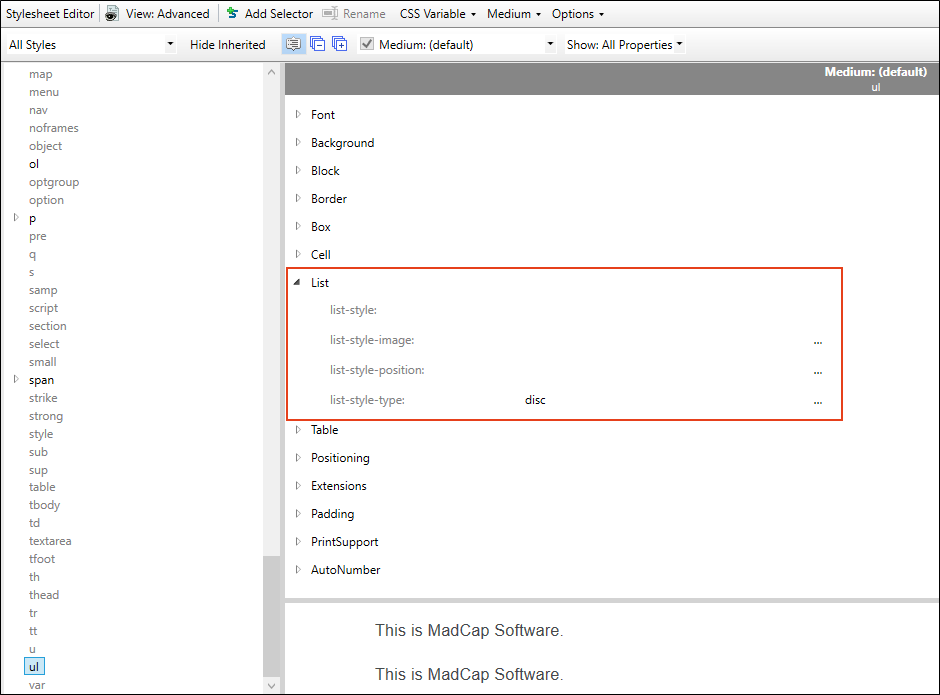 Stylesheet Editor View: Advanced Add Selector Rename CSS Variable Medium Options
All Styles Hide Inherited Medium: (default) Show: All Properties
map
menu
nav
noframes
object
ol
optgroup
option
p
pre
q
s
samp
script
section
select
small
span
strike
strong
style
sub
sup
table
tbody
td
textarea
tfoot
th
thead
tr
tt
u
ul
var
Medium: (default)
ul
Font
Background
Block
Border
Box
Cell
List
list-style:
list-style-image: ...
list-style-position: ...
list-style-type: disc ...
Table
Positioning
Extensions
Padding
PrintSupport
AutoNumber
This is MadCap Software.
This is MadCap Software.